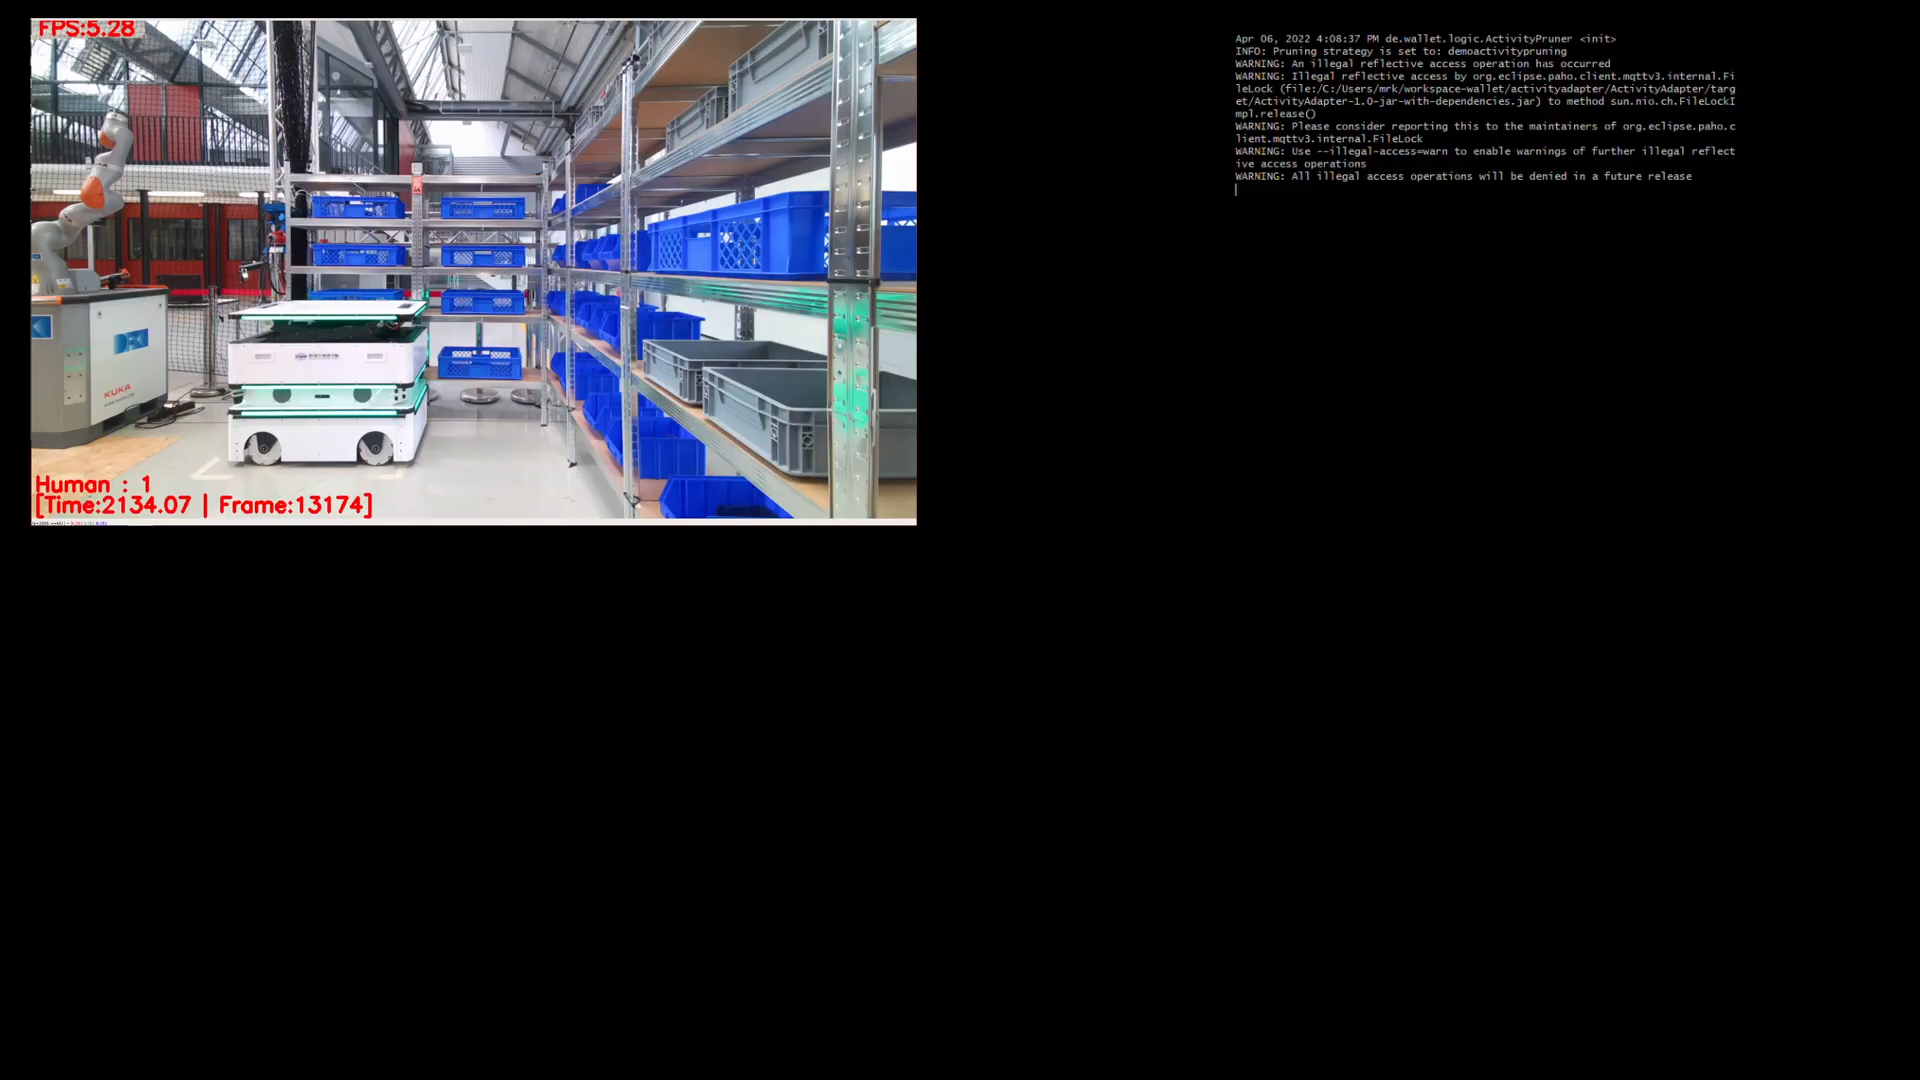 FPS:5.28
KUKA
Human : 1
[Time:2134.07 | Frame:13174]
Apr 06, 2022 4:08:37 PM de.wallet.logic.ActivityPruner <init>
INFO: Pruning strategy is set to: demoactivitypruning
WARNING: An illegal reflective access operation has occurred
WARNING: Illegal reflective access by org.eclipse.paho.client.mqttv3.internal.Fi
leLock (file:/C:/Users/mrk/workspace-wallet/activityadapter/ActivityAdapter/targ
et/ActivityAdapter-1.0-jar-with-dependencies.jar) to method sun.nio.ch.FileLockI
mpl.release()
WARNING: Please consider reporting this to the maintainers of org.eclipse.paho.c
lient.mqttv3.internal.FileLock
WARNING: Use --illegal-access=warn to enable warnings of further illegal reflect
ive access operations
WARNING: All illegal access operations will be denied in a future release